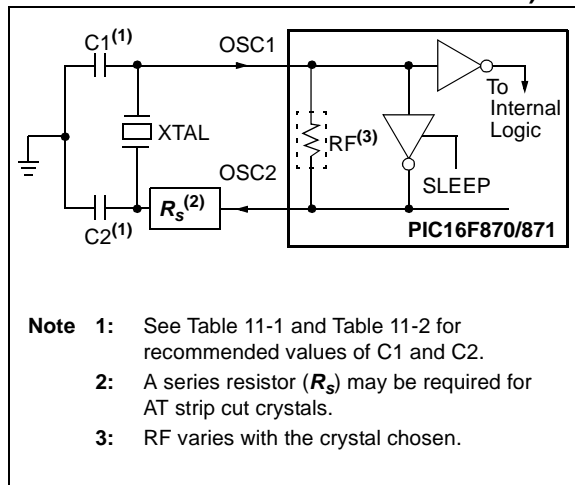 C1(1)
OSC1
To
Internal
Logic
XTAL
RF(3)
OSC2
SLEEP
Rs(2)
C2(1)
PIC16F870/871
Note 1: See Table 11-1 and Table 11-2 for
recommended values of C1 and C2.
2: A series resistor (Rs) may be required for
AT strip cut crystals.
3: RF varies with the crystal chosen.